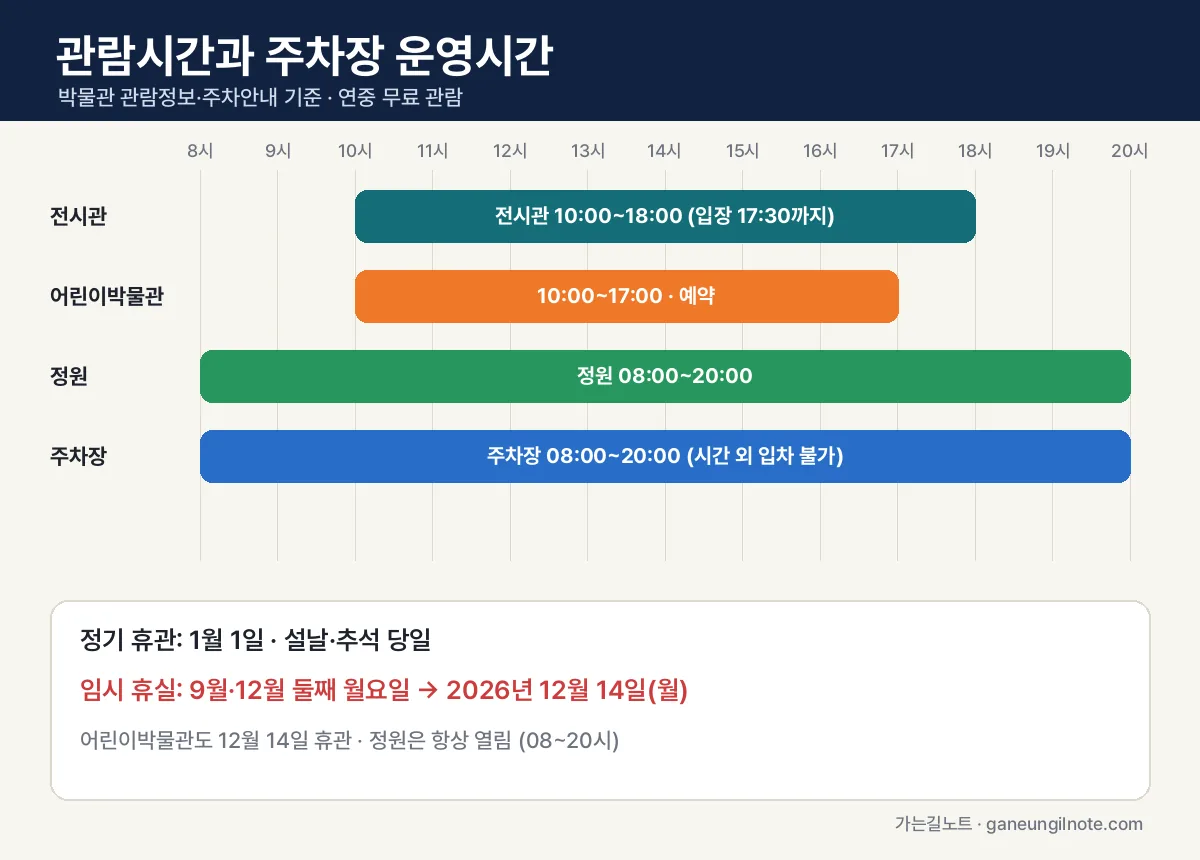 관람시간과 주차장 운영시간
박물관 관람정보·주차안내 기준 · 연중 무료 관람
8시 9시 10시 11시 12시 13시 14시 15시 16시 17시 18시 19시 20시
전시관 전시관 10:00~18:00 (입장 17:30까지)
어린이박물관 10:00~17:00 · 예약
정원 정원 08:00~20:00
주차장 주차장 08:00~20:00 (시간 외 입차 불가)
정기 휴관: 1월 1일 · 설날·추석 당일
임시 휴실: 9월·12월 둘째 월요일 → 2026년 12월 14일(월)
어린이박물관도 12월 14일 휴관 · 정원은 항상 열림 (08~20시)
가는길노트 · ganeungilnote.com